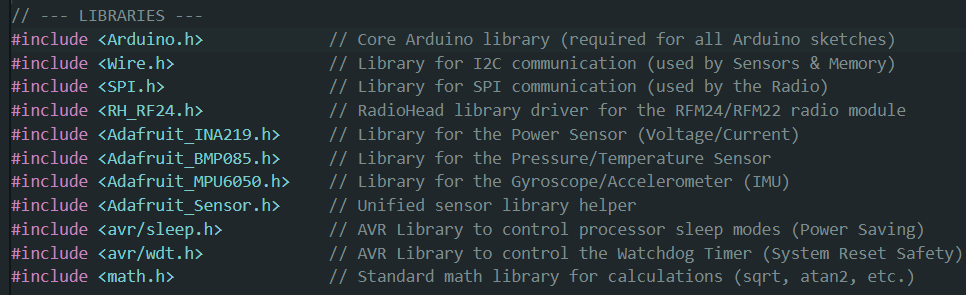 // --- LIBRARIES ---
#include <Arduino.h>             // Core Arduino library (required for all Arduino sketches)
#include <Wire.h>                // Library for I2C communication (used by Sensors & Memory)
#include <SPI.h>                 // Library for SPI communication (used by the Radio)
#include <RH_RF24.h>             // RadioHead library driver for the RFM24/RFM22 radio module
#include <Adafruit_INA219.h>     // Library for the Power Sensor (Voltage/Current)
#include <Adafruit_BMP085.h>     // Library for the Pressure/Temperature Sensor
#include <Adafruit_MPU6050.h>    // Library for the Gyroscope/Accelerometer (IMU)
#include <Adafruit_Sensor.h>     // Unified sensor library helper
#include <avr/sleep.h>           // AVR Library to control processor sleep modes (Power Saving)
#include <avr/wdt.h>             // AVR Library to control the Watchdog Timer (System Reset Safety)
#include <math.h>                // Standard math library for calculations (sqrt, atan2, etc.)